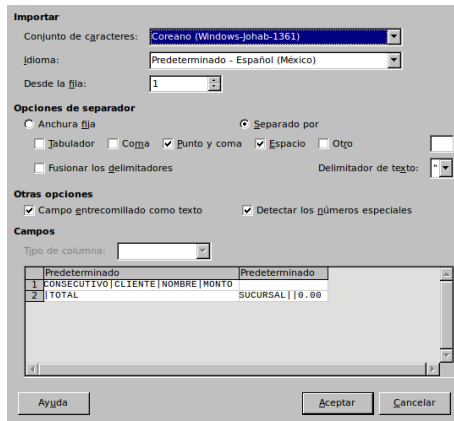 Importar
Conjunto de caracteres: Coreano (Windows-Johab-1361)
Idioma: Predeterminado - Español (México)
Desde la fila: 1
Opciones de separador
Anchura fija Separado por
Tabulador Coma Punto y coma Espacio Otro
Fusionar los delimitadores Delimitador de texto: "
Otras opciones
Campo entrecomillado como texto Detectar los números especiales
Campos
Tipo de columna:
Predeterminado Predeterminado
1 CONSECUTIVO|CLIENTE|NOMBRE|MONTO
2 |TOTAL SUCURSAL||0.00
Ayuda Aceptar Cancelar